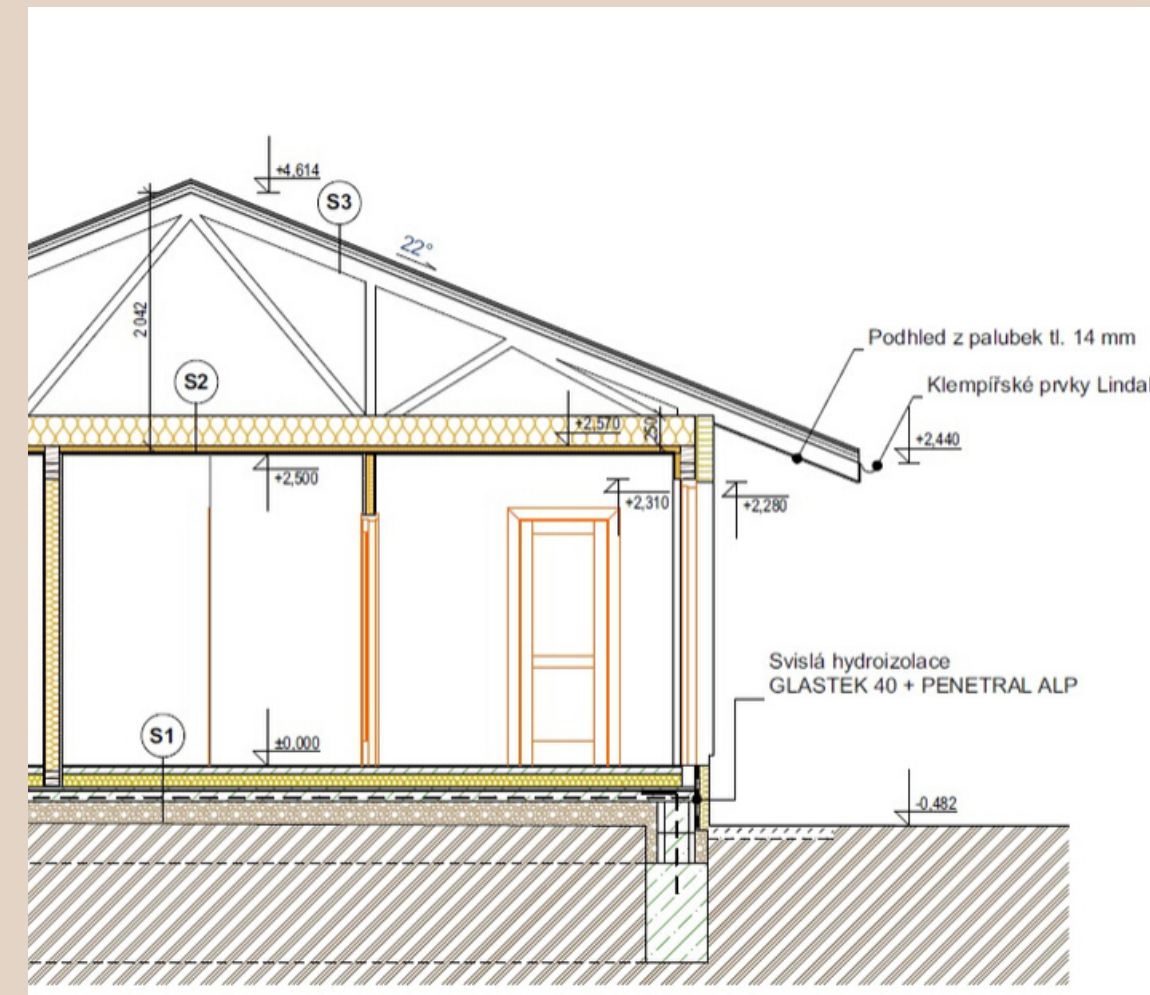 +4,614
S3
22°
2 042
Podhled z palubek tl. 14 mm
S2
Klempířské prvky Lindal
+2,570
250
+2,440
+2,500
+2,310
+2,280
Svislá hydroizolace
GLASTEK 40 + PENETRAL ALP
S1
±0,000
-0,482